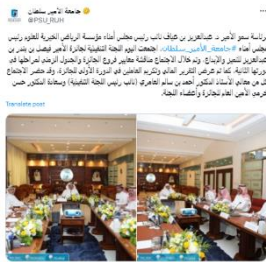 جامعة الأمير سلطان
@PSU_RUH
برئاسة سمو الأمير د. عبدالعزيز بن عياف نائب رئيس مجلس أمناء مؤسسة الرياض الخيرية للعلوم رئيس
مجلس أمناء #جامعة_الأمير_سلطان، اجتمعت اليوم اللجنة التنفيذية لجائزة الأمير فيصل بن بندر بن
عبدالعزيز للتميز والإبداع. وتم خلال الاجتماع مناقشة معايير فروع الجائزة والجدول الزمني لمراحلها في
دورتها الثانية، كما تم عرض التقرير المالي وتكريم العاملين في الدورة الأولى للجائزة. وقد حضر الاجتماع
كل من معالي الأستاذ الدكتور أحمد بن سالم العامري (نائب رئيس اللجنة التنفيذية) وسعادة الدكتور حسن
الأمين العام للجائزة وأعضاء اللجنة.
Translate post